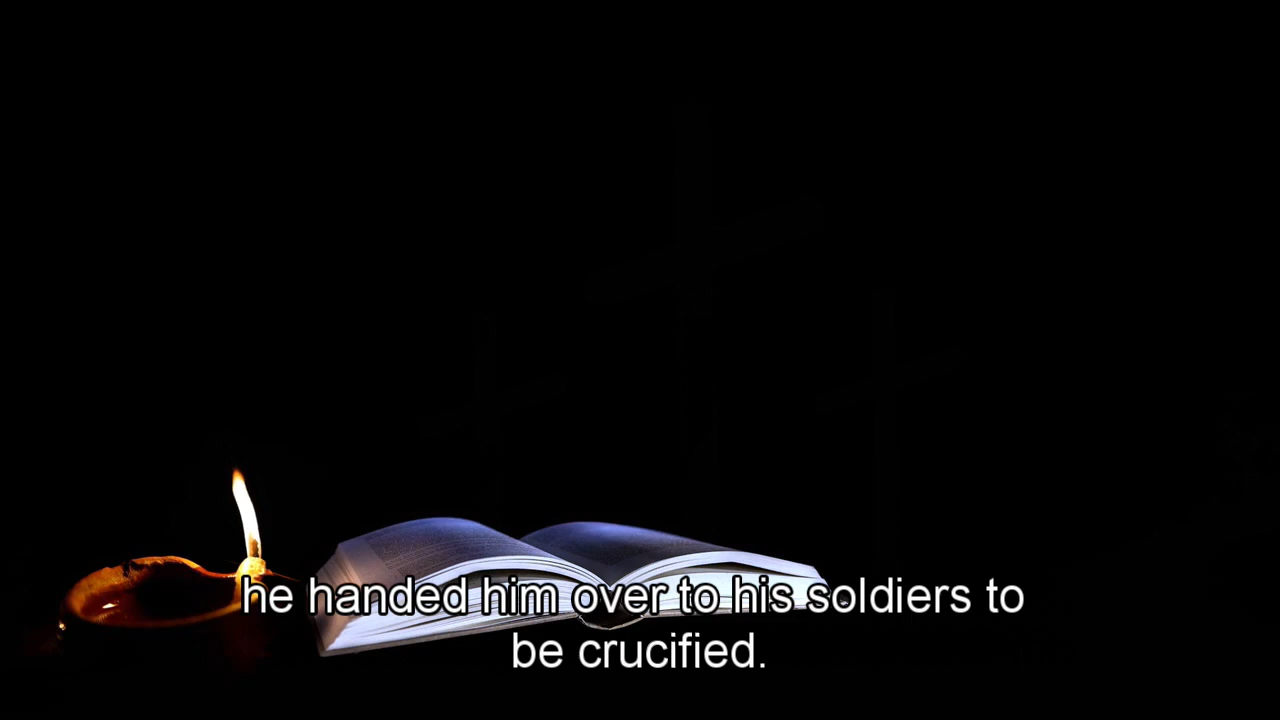 he handed him over to his soldiers to
be crucified.